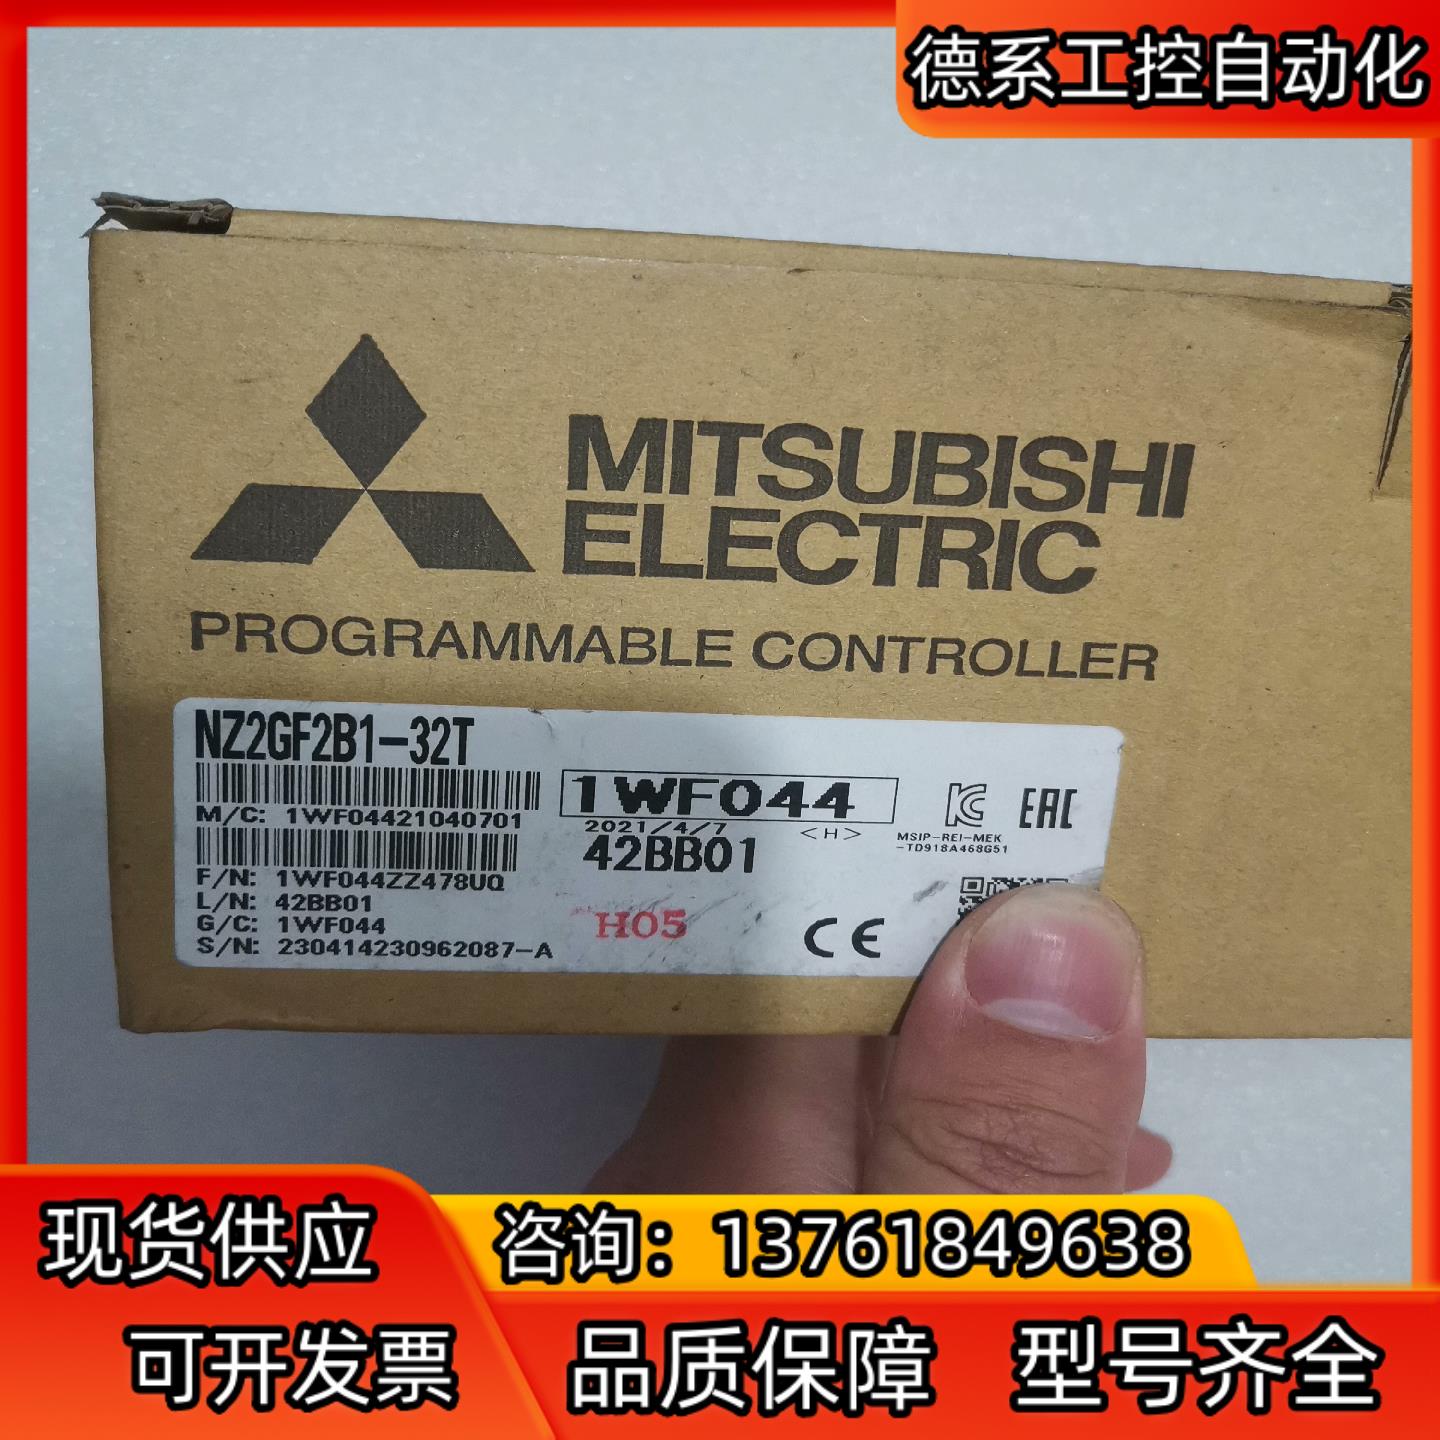 德系工控自动化
MITSUBISHI
ELECTRIC
PROGRAMMABLE CONTROLLER
NZ2GF2B1-32T
M/C: 1WF04421040701
1WF044
2021/4/7 <H>
42BB01
MSIP-REI-MEK
-TD918A468G51
EAC
F/N: 1WF044ZZ478UQ
L/N: 42BB01
G/C: 1WF044
S/N: 230414230962087-A
H05
CE
现货供应
咨询：13761849638
可开发票 品质保障 型号齐全